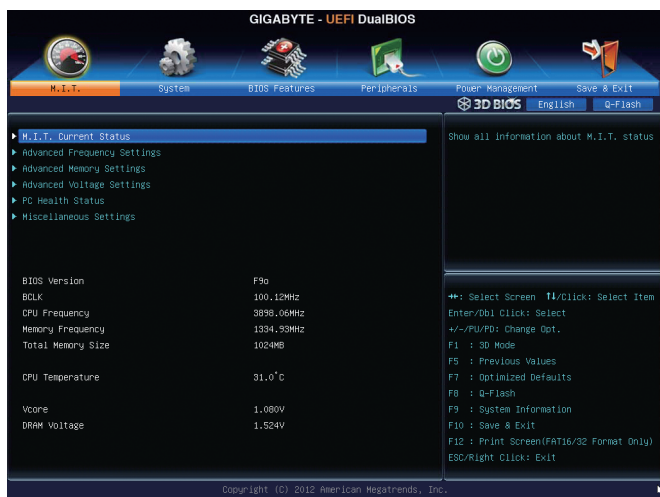 GIGABYTE - UEFI DualBIOS
M.I.T. System BIOS Features Peripherals Power Management Save & Exit
3D BIOS English Q-Flash
M.I.T. Current Status
Advanced Frequency Settings
Advanced Memory Settings
Advanced Voltage Settings
PC Health Status
Miscellaneous Settings
Show all information about M.I.T. status
BIOS Version F9o
BCLK 100.12MHz
CPU Frequency 3898.06MHz
Memory Frequency 1334.93MHz
Total Memory Size 1024MB
CPU Temperature 31.0°C
Vcore 1.080V
DRAM Voltage 1.524V
→←: Select Screen ↑↓/Click: Select Item
Enter/Dbl Click: Select
+/-/PU/PD: Change Opt.
F1 : 3D Mode
F5 : Previous Values
F7 : Optimized Defaults
F8 : Q-Flash
F9 : System Information
F10 : Save & Exit
F12 : Print Screen(FAT16/32 Format Only)
ESC/Right Click: Exit
Copyright (C) 2012 American Megatrends, Inc.